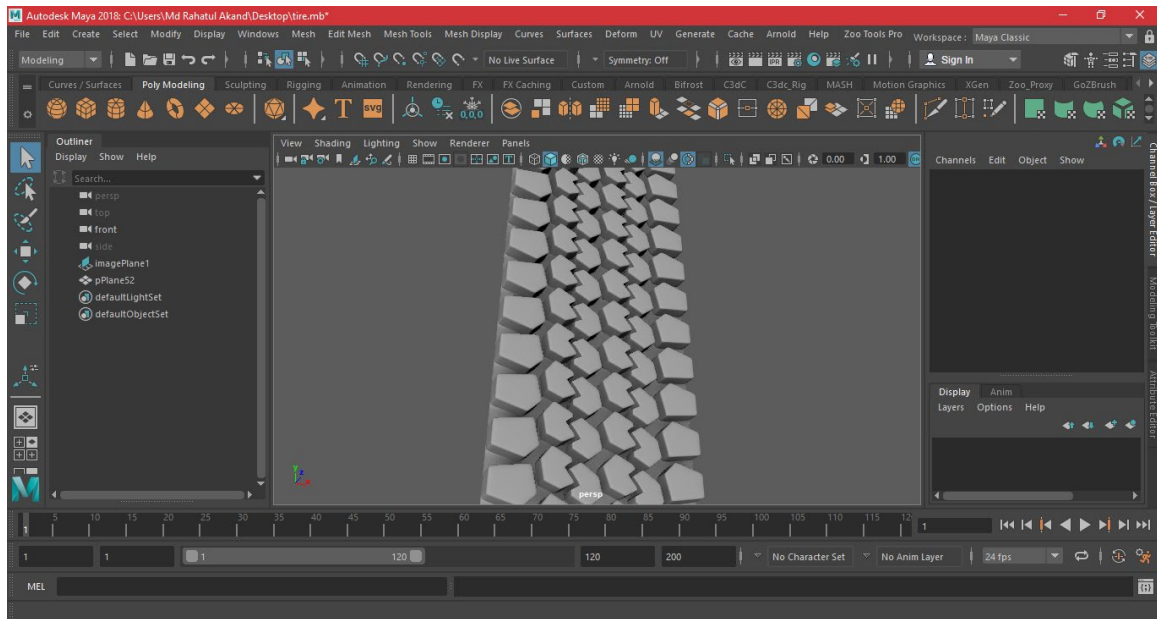 Autodesk Maya 2018: C:\Users\Md Rahatul Akand\Desktop\tire.mb*
File Edit Create Select Modify Display Windows Mesh Edit Mesh Mesh Tools Mesh Display Curves Surfaces Deform UV Generate Cache Arnold Help Zoo Tools Pro Workspace: Maya Classic
Modeling No Live Surface Symmetry: Off IPR Sign In
Curves / Surfaces Poly Modeling Sculpting Rigging Animation Rendering FX FX Caching Custom Arnold Bifrost C3dC C3dc_Rig MASH Motion Graphics XGen Zoo_Proxy GoZBrush
T svg 0,0,0
Outliner
Display Show Help
Search...
persp
top
front
side
imagePlane1
pPlane52
defaultLightSet
defaultObjectSet
View Shading Lighting Show Renderer Panels
0.00 1.00
persp
Channels Edit Object Show
Channel Box / Layer Editor
Modeling Toolkit
Attribute Editor
Display Anim
Layers Options Help
1 5 10 15 20 25 30 35 40 45 50 55 60 65 70 75 80 85 90 95 100 105 110 115 12 1
1 1 1 120 120 200 No Character Set No Anim Layer 24 fps
MEL